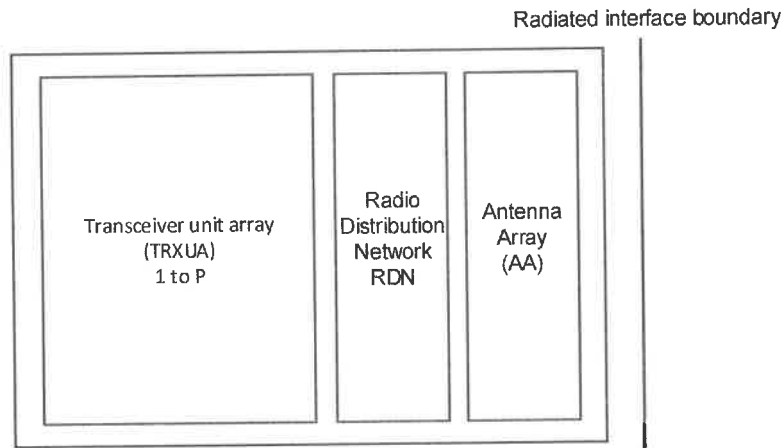 Radiated interface boundary
Transceiver unit array
(TRXUA)
1 to P
Radio
Distribution
Network
RDN
Antenna
Array
(AA)